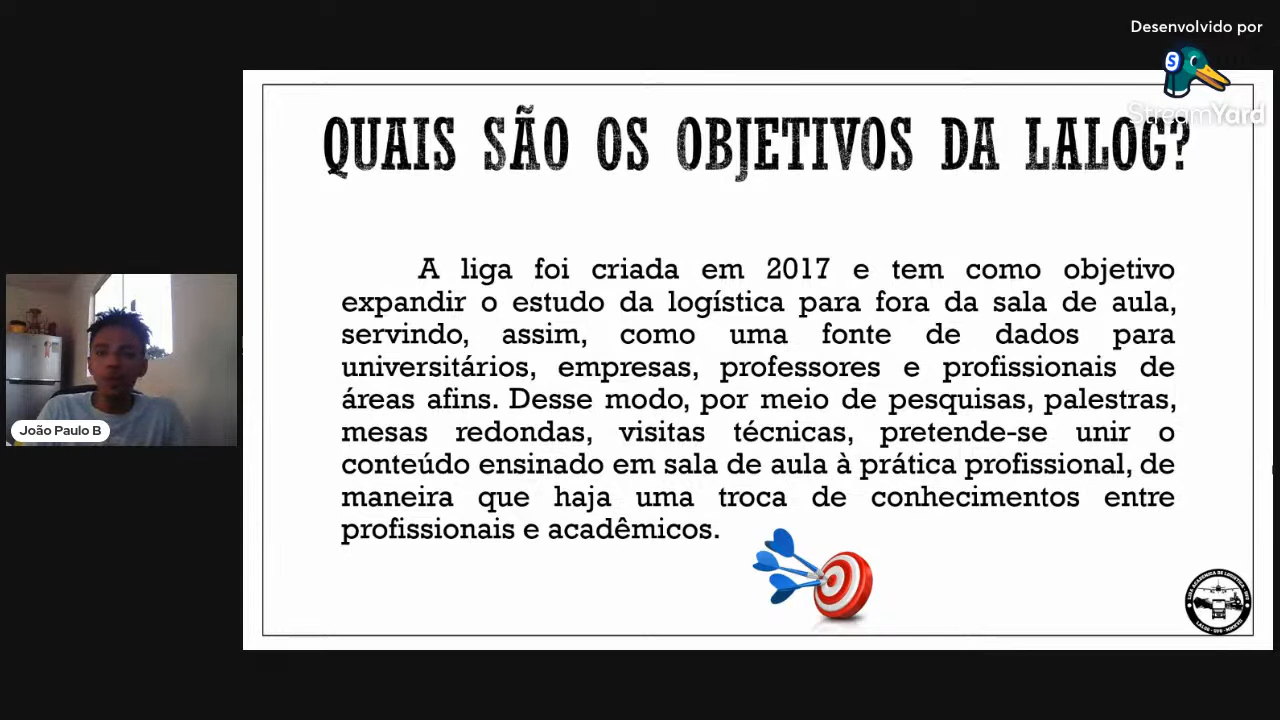 Desenvolvido por
S
StreamYard
QUAIS SÃO OS OBJETIVOS DA LALOG?
A liga foi criada em 2017 e tem como objetivo
expandir o estudo da logística para fora da sala de aula,
servindo, assim, como uma fonte de dados para
universitários, empresas, professores e profissionais de
áreas afins. Desse modo, por meio de pesquisas, palestras,
mesas redondas, visitas técnicas, pretende-se unir o
conteúdo ensinado em sala de aula à prática profissional, de
maneira que haja uma troca de conhecimentos entre
profissionais e acadêmicos.
João Paulo B